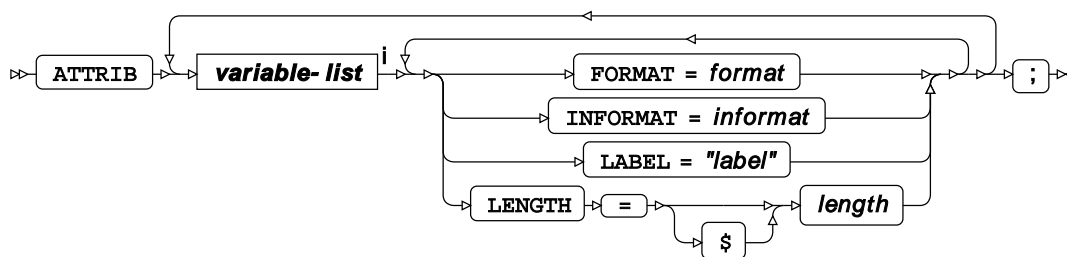 ATTRIB variable-list i FORMAT = format ;
INFORMAT = informat
LABEL = "label"
LENGTH = length
$